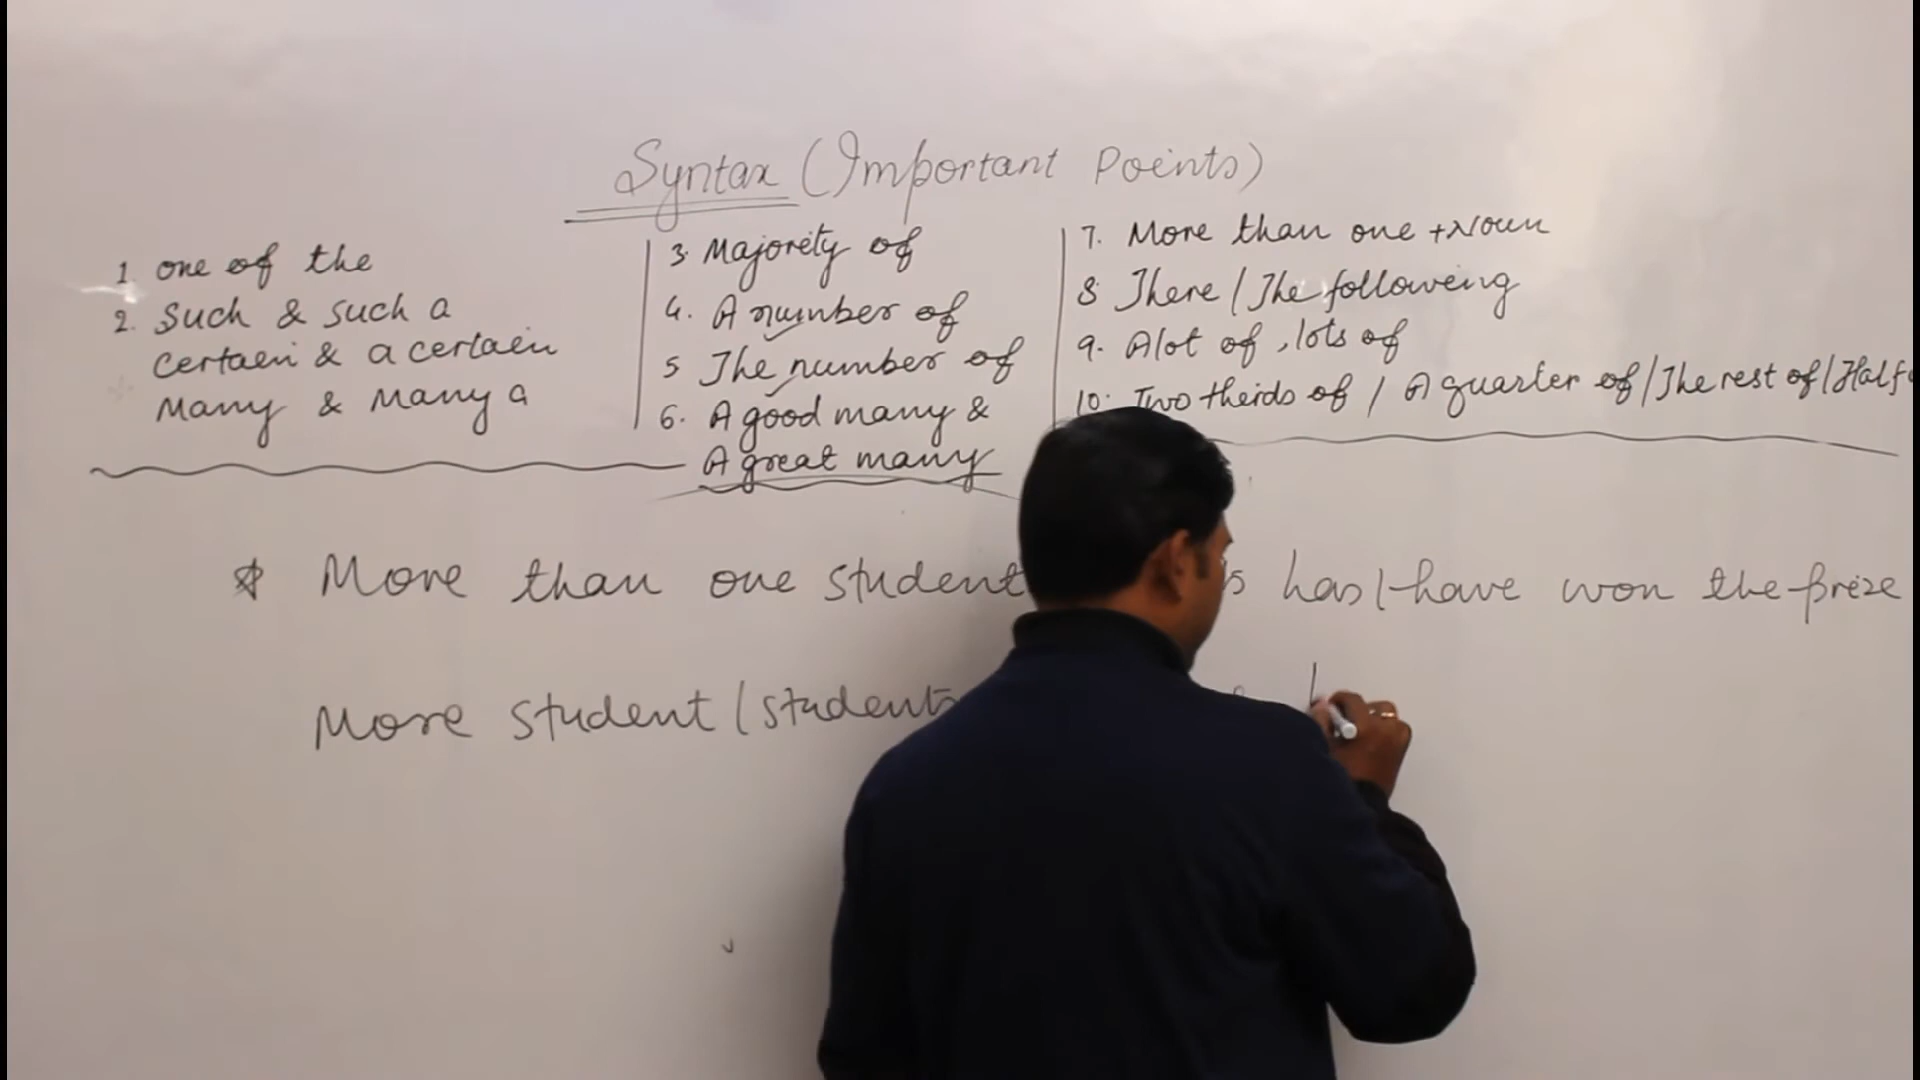 Syntax (Important Points)
1. One of the
2. Such & such a
Certain & a certain
Many & Many a
3. Majority of
4. A number of
5 The number of
6. A good many &
A great many
7. More than one + Noun
8 There / The following
9. A lot of, lots of
10. Two thirds of / A quarter of / The rest of / Half
More than one student has / have won the prize
More student / students